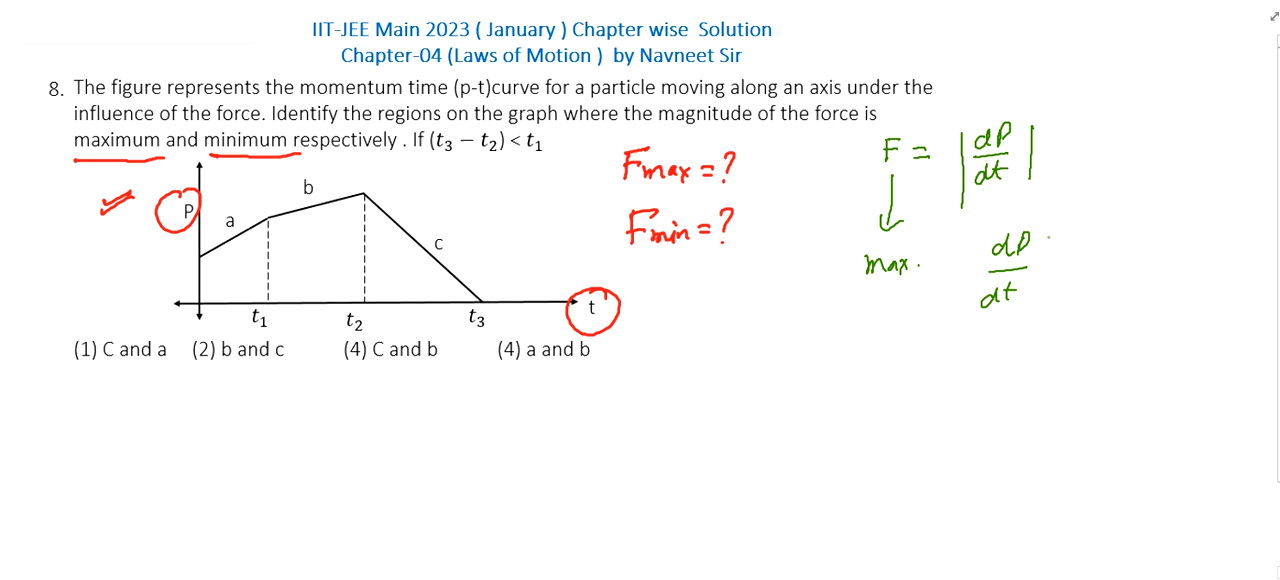 IIT-JEE Main 2023 ( January ) Chapter wise Solution
Chapter-04 (Laws of Motion ) by Navneet Sir
8. The figure represents the momentum time (p-t)curve for a particle moving along an axis under the
influence of the force. Identify the regions on the graph where the magnitude of the force is
maximum and minimum respectively . If (t₃ − t₂) < t₁
F = |dP/dt|
Fmax = ?
b
P
a
Fmin = ?
c
max.
dP/dt
t
t₁
t₂
t₃
(1) C and a (2) b and c (4) C and b (4) a and b